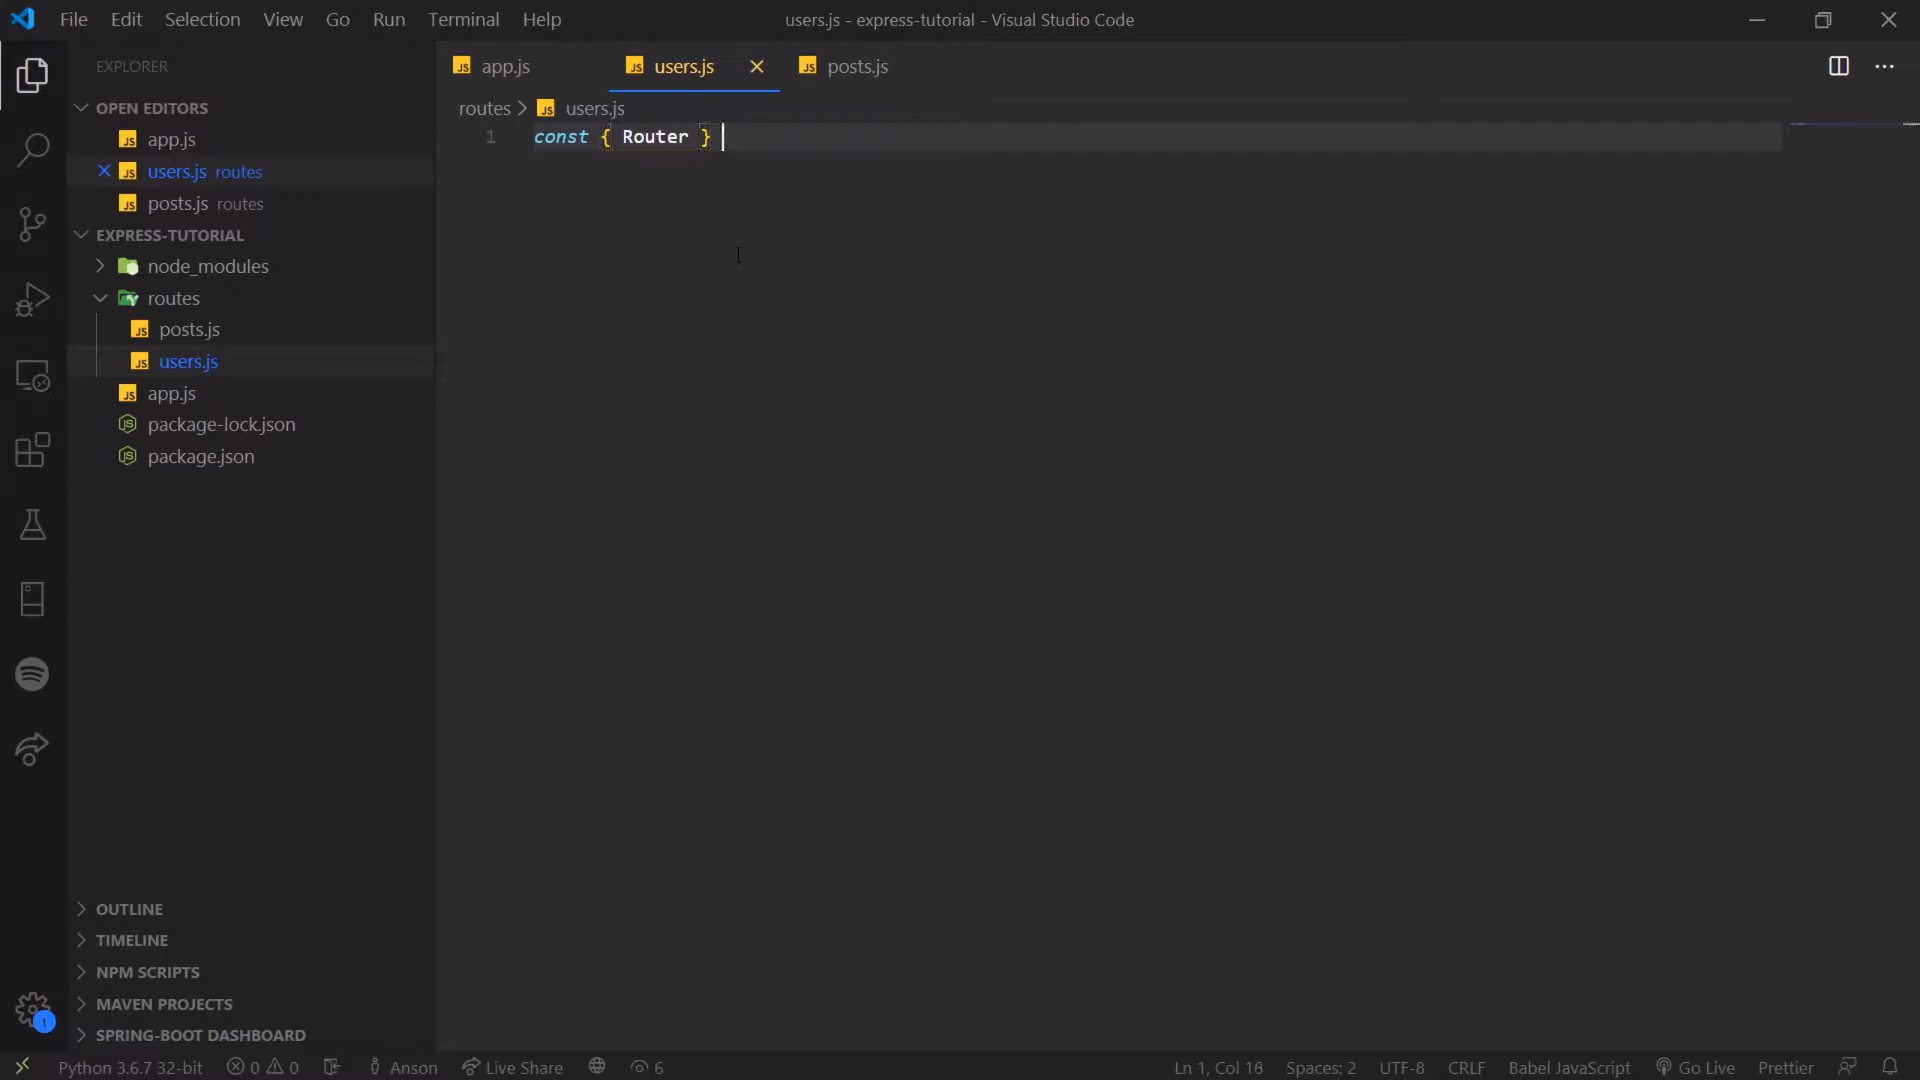 File Edit Selection View Go Run Terminal Help
users.js - express-tutorial - Visual Studio Code
EXPLORER
OPEN EDITORS
app.js
users.js routes
posts.js routes
EXPRESS-TUTORIAL
node_modules
routes
posts.js
users.js
app.js
package-lock.json
package.json
OUTLINE
TIMELINE
NPM SCRIPTS
MAVEN PROJECTS
SPRING-BOOT DASHBOARD
1
app.js
users.js
posts.js
routes > users.js
1 const { Router }
Python 3.6.7 32-bit 0 0 Anson Live Share 6 Ln 1, Col 16 Spaces: 2 UTF-8 CRLF Babel JavaScript Go Live Prettier